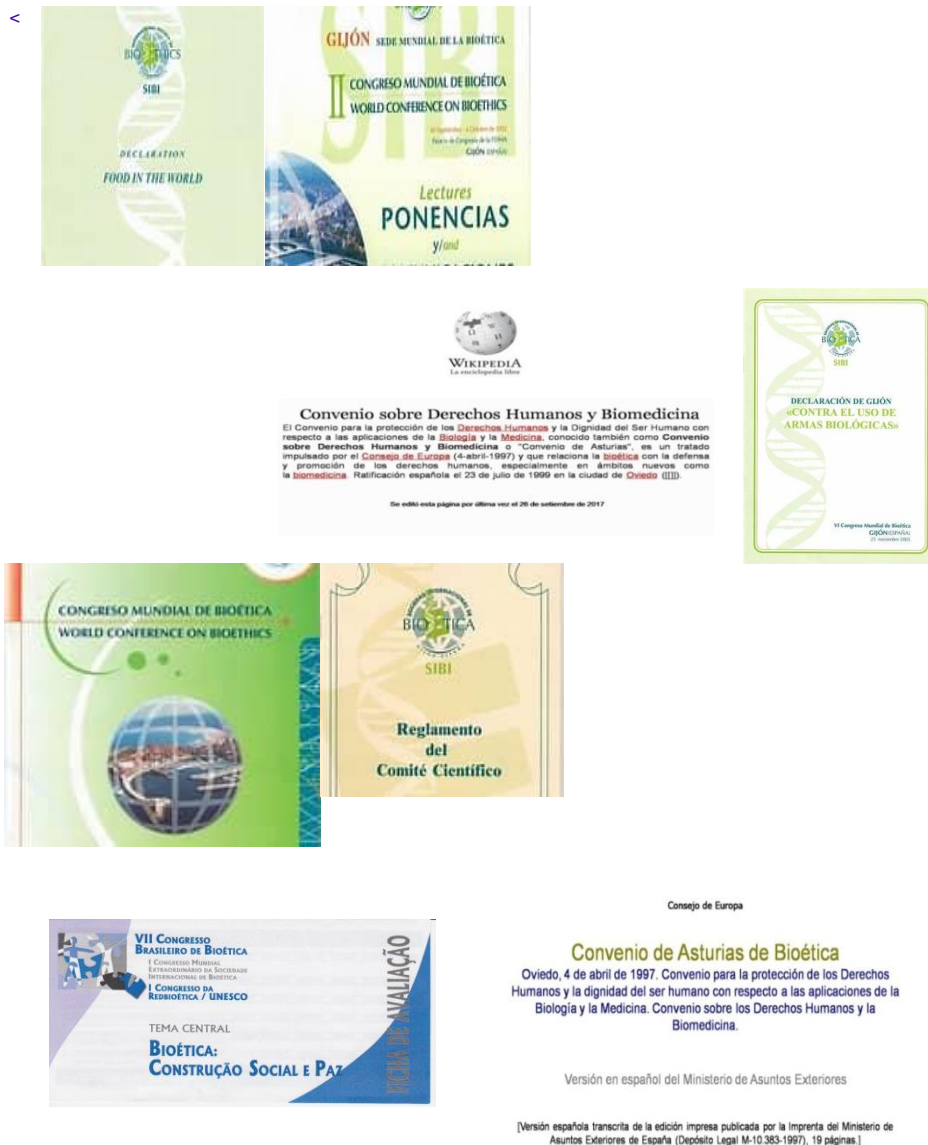 <
BIOETHICS
SIBI
DECLARATION
FOOD IN THE WORLD
GIJÓN SEDE MUNDIAL DE LA BIOÉTICA
II CONGRESO MUNDIAL DE BIOÉTICA
WORLD CONFERENCE ON BIOETHICS
GIJÓN
Lectures
PONENCIAS
y/and
WIKIPEDIA
La enciclopedia libre
Convenio sobre Derechos Humanos y Biomedicina
El Convenio para la protección de los Derechos Humanos y la Dignidad del Ser Humano con
respecto a las aplicaciones de la Biología y la Medicina, conocido también como Convenio
sobre Derechos Humanos y Biomedicina o "Convenio de Asturias", es un tratado
impulsado por el Consejo de Europa (4-abril-1997) y que relaciona la bioética con la defensa
y promoción de los derechos humanos, especialmente en ámbitos nuevos como
la biomedicina. Ratificación española el 23 de julio de 1999 en la ciudad de Oviedo ([[]]).
Se editó esta página por última vez el 26 de setiembre de 2017
BIOÉTICA
SIBI
DECLARACIÓN DE GIJÓN
«CONTRA EL USO DE
ARMAS BIOLÓGICAS»
VI Congreso Mundial de Bioética
GIJÓN (ESPAÑA)
CONGRESO MUNDIAL DE BIOÉTICA
WORLD CONFERENCE ON BIOETHICS
BIOÉTICA
SIBI
Reglamento
del
Comité Científico
VII CONGRESSO
BRASILEIRO DE BIOÉTICA
I CONGRESSO MUNDIAL
EXTRAORDINÁRIO DA SOCIEDADE
INTERNACIONAL DE BIOÉTICA
I CONGRESSO DA
REDBIOÉTICA / UNESCO
TEMA CENTRAL
BIOÉTICA:
CONSTRUÇÃO SOCIAL E PAZ
FICHA DE AVALIAÇÃO
Consejo de Europa
Convenio de Asturias de Bioética
Oviedo, 4 de abril de 1997. Convenio para la protección de los Derechos
Humanos y la dignidad del ser humano con respecto a las aplicaciones de la
Biología y la Medicina. Convenio sobre los Derechos Humanos y la
Biomedicina.
Versión en español del Ministerio de Asuntos Exteriores
[Versión española transcrita de la edición impresa publicada por la Imprenta del Ministerio de
Asuntos Exteriores de España (Depósito Legal M-10.383-1997), 19 páginas.]